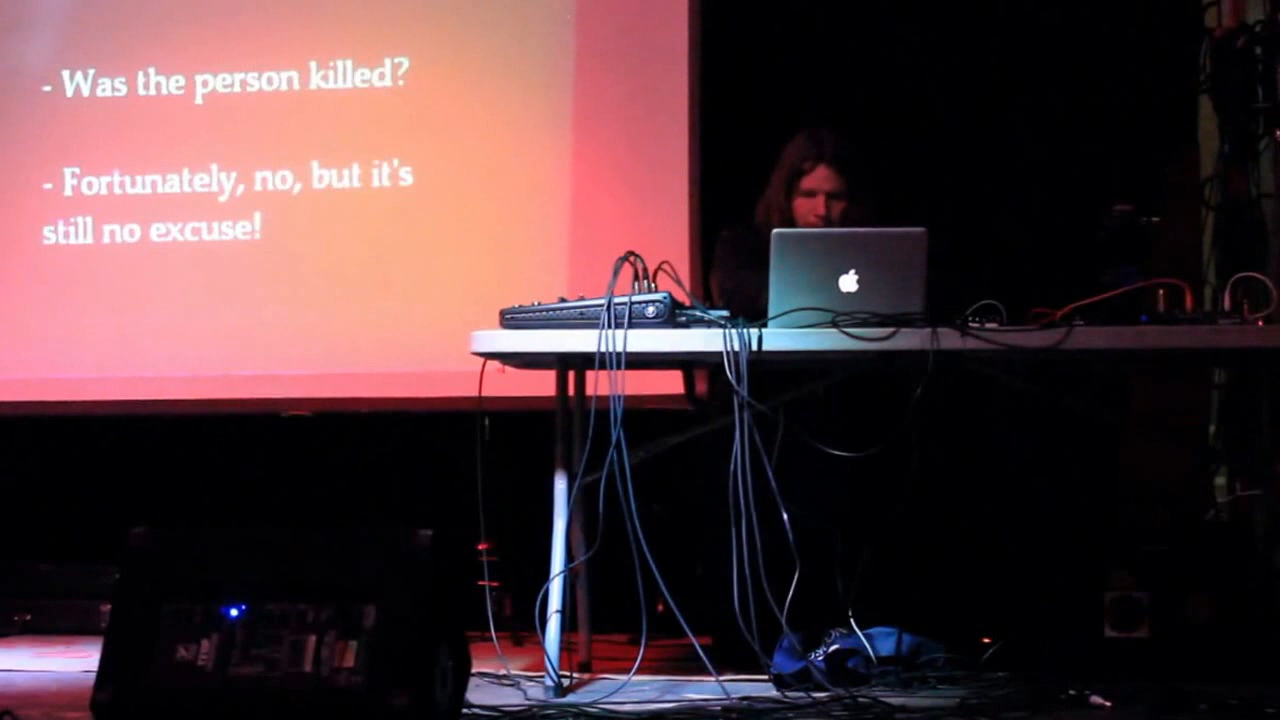 - Was the person killed?
- Fortunately, no, but it's
still no excuse!